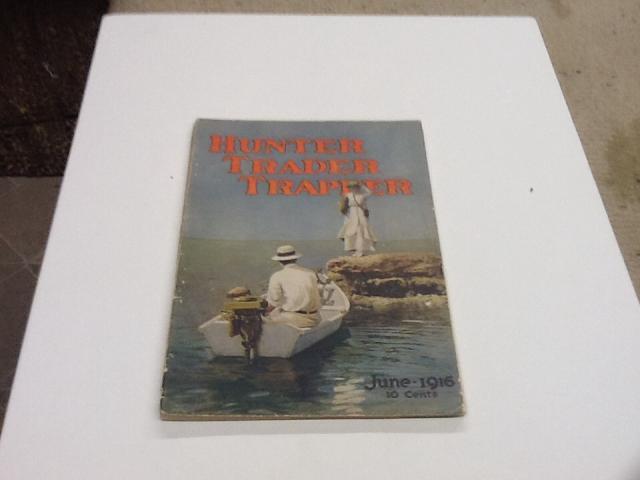 HUNTER
TRADER
TRAPPER
June-1916
10 Cents